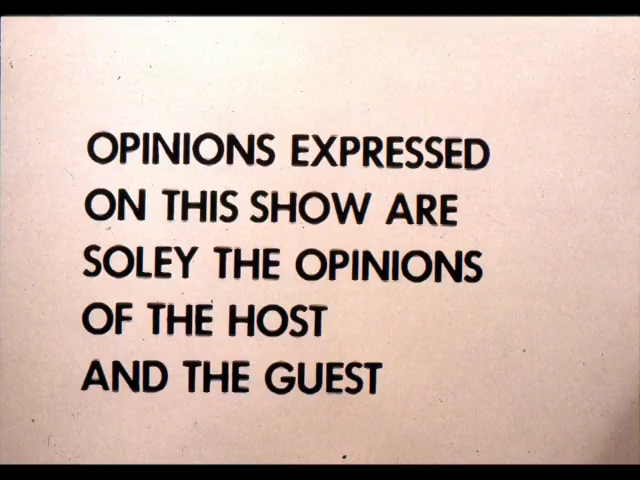 OPINIONS EXPRESSED
ON THIS SHOW ARE
SOLEY THE OPINIONS
OF THE HOST
AND THE GUEST